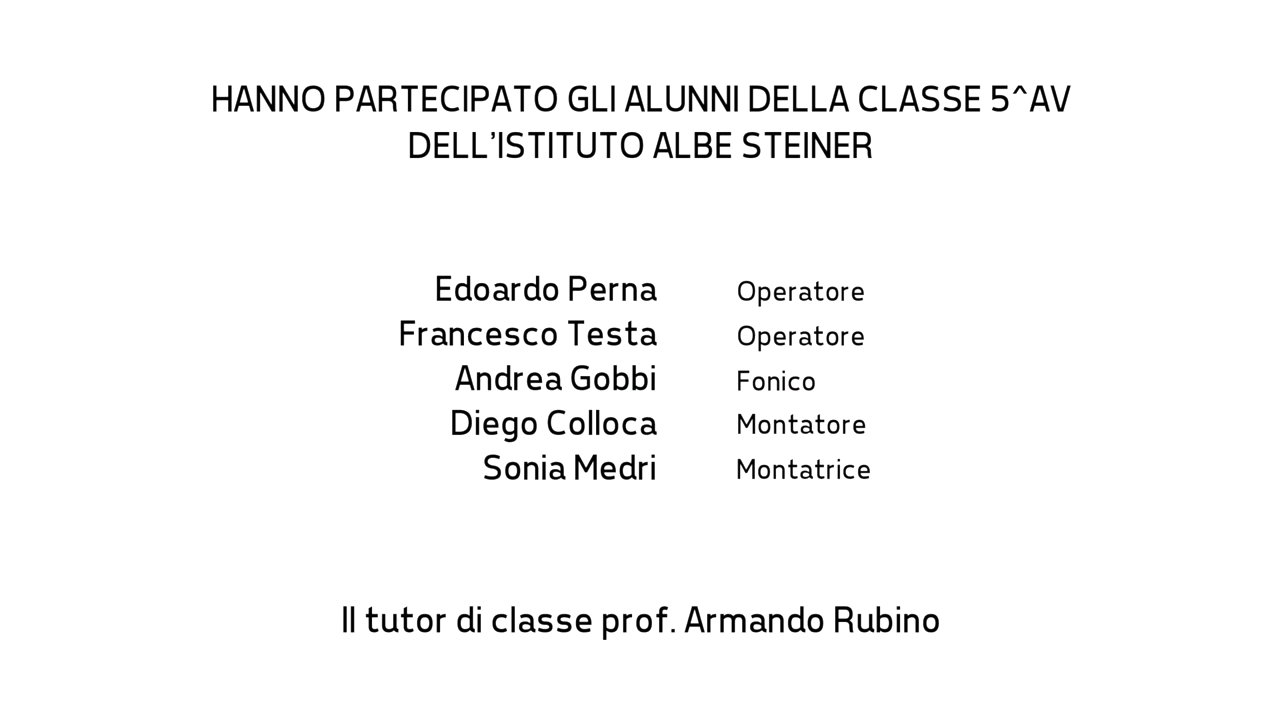 HANNO PARTECIPATO GLI ALUNNI DELLA CLASSE 5^AV
DELL'ISTITUTO ALBE STEINER
Edoardo Perna Operatore
Francesco Testa Operatore
Andrea Gobbi Fonico
Diego Colloca Montatore
Sonia Medri Montatrice
Il tutor di classe prof. Armando Rubino